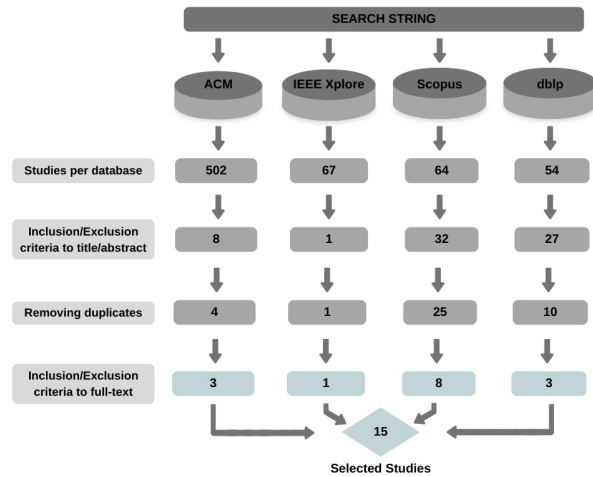 SEARCH STRING
ACM
IEEE Xplore
Scopus
dblp
Studies per database
502
67
64
54
Inclusion/Exclusion
criteria to title/abstract
8
1
32
27
Removing duplicates
4
1
25
10
Inclusion/Exclusion
criteria to full-text
3
1
8
3
15
Selected Studies